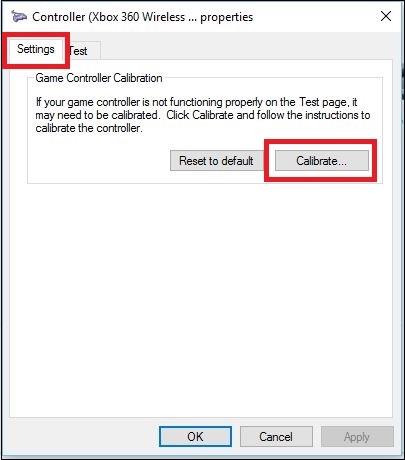 Controller (Xbox 360 Wireless ... properties
Settings
Test
Game Controller Calibration
If your game controller is not functioning properly on the Test page, it
may need to be calibrated.  Click Calibrate and follow the instructions to
calibrate the controller.
Reset to default
Calibrate...
OK
Cancel
Apply